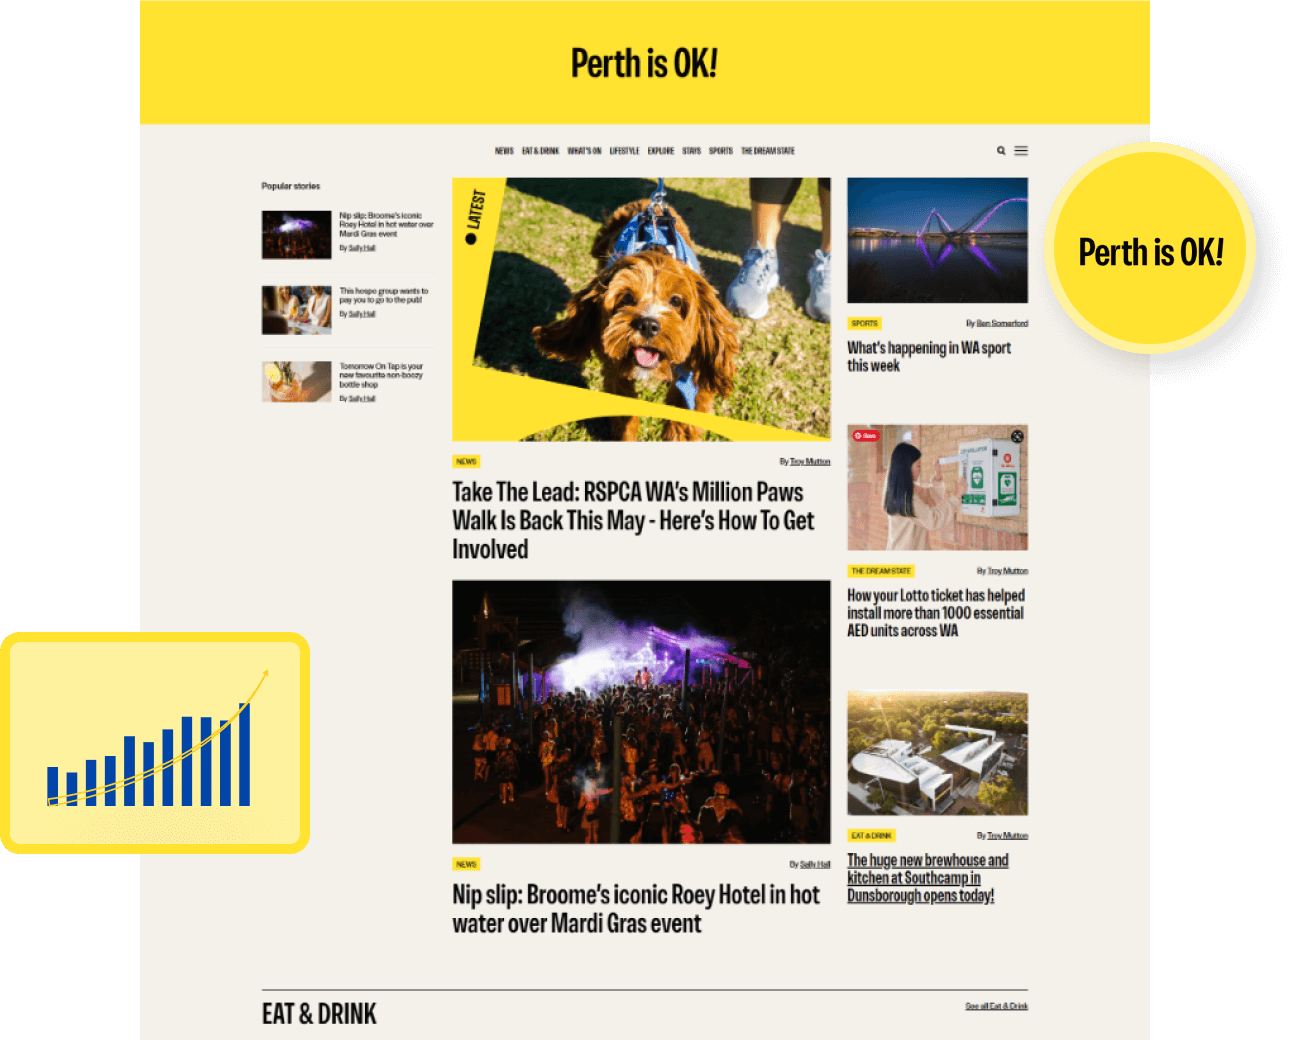 Perth is OK!
NEWS EAT & DRINK WHAT'S ON LIFESTYLE EXPLORE STAYS SPORTS THE DREAM STATE
Popular stories
Nip slip: Broome's iconic
Roey Hotel in hot water over
Mardi Gras event
By Sally Hall
This hospo group wants to
pay you to go to the pub!
By Sally Hall
Tomorrow On Tap is your
new favourite non-boozy
bottle shop
By Sally Hall
LATEST
NEWS
By Troy Mutton
Take The Lead: RSPCA WA's Million Paws
Walk Is Back This May - Here's How To Get
Involved
NEWS
By Sally Hall
Nip slip: Broome's iconic Roey Hotel in hot
water over Mardi Gras event
SPORTS
By Ben Somerford
What's happening in WA sport
this week
Save
THE DREAM STATE
By Troy Mutton
How your Lotto ticket has helped
install more than 1000 essential
AED units across WA
EAT & DRINK
By Troy Mutton
The huge new brewhouse and
kitchen at Southcamp in
Dunsborough opens today!
Perth is OK!
EAT & DRINK
See all Eat & Drink